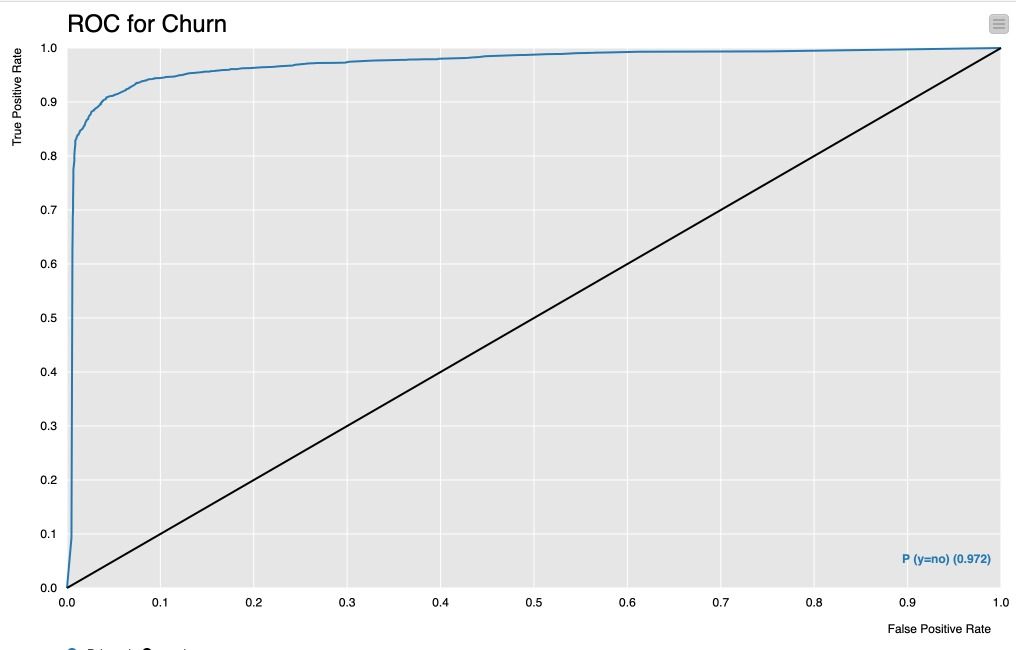 ROC for Churn
True Positive Rate
1.0
0.9
0.8
0.7
0.6
0.5
0.4
0.3
0.2
0.1
0.0
P (y=no) (0.972)
0.0 0.1 0.2 0.3 0.4 0.5 0.6 0.7 0.8 0.9 1.0
False Positive Rate